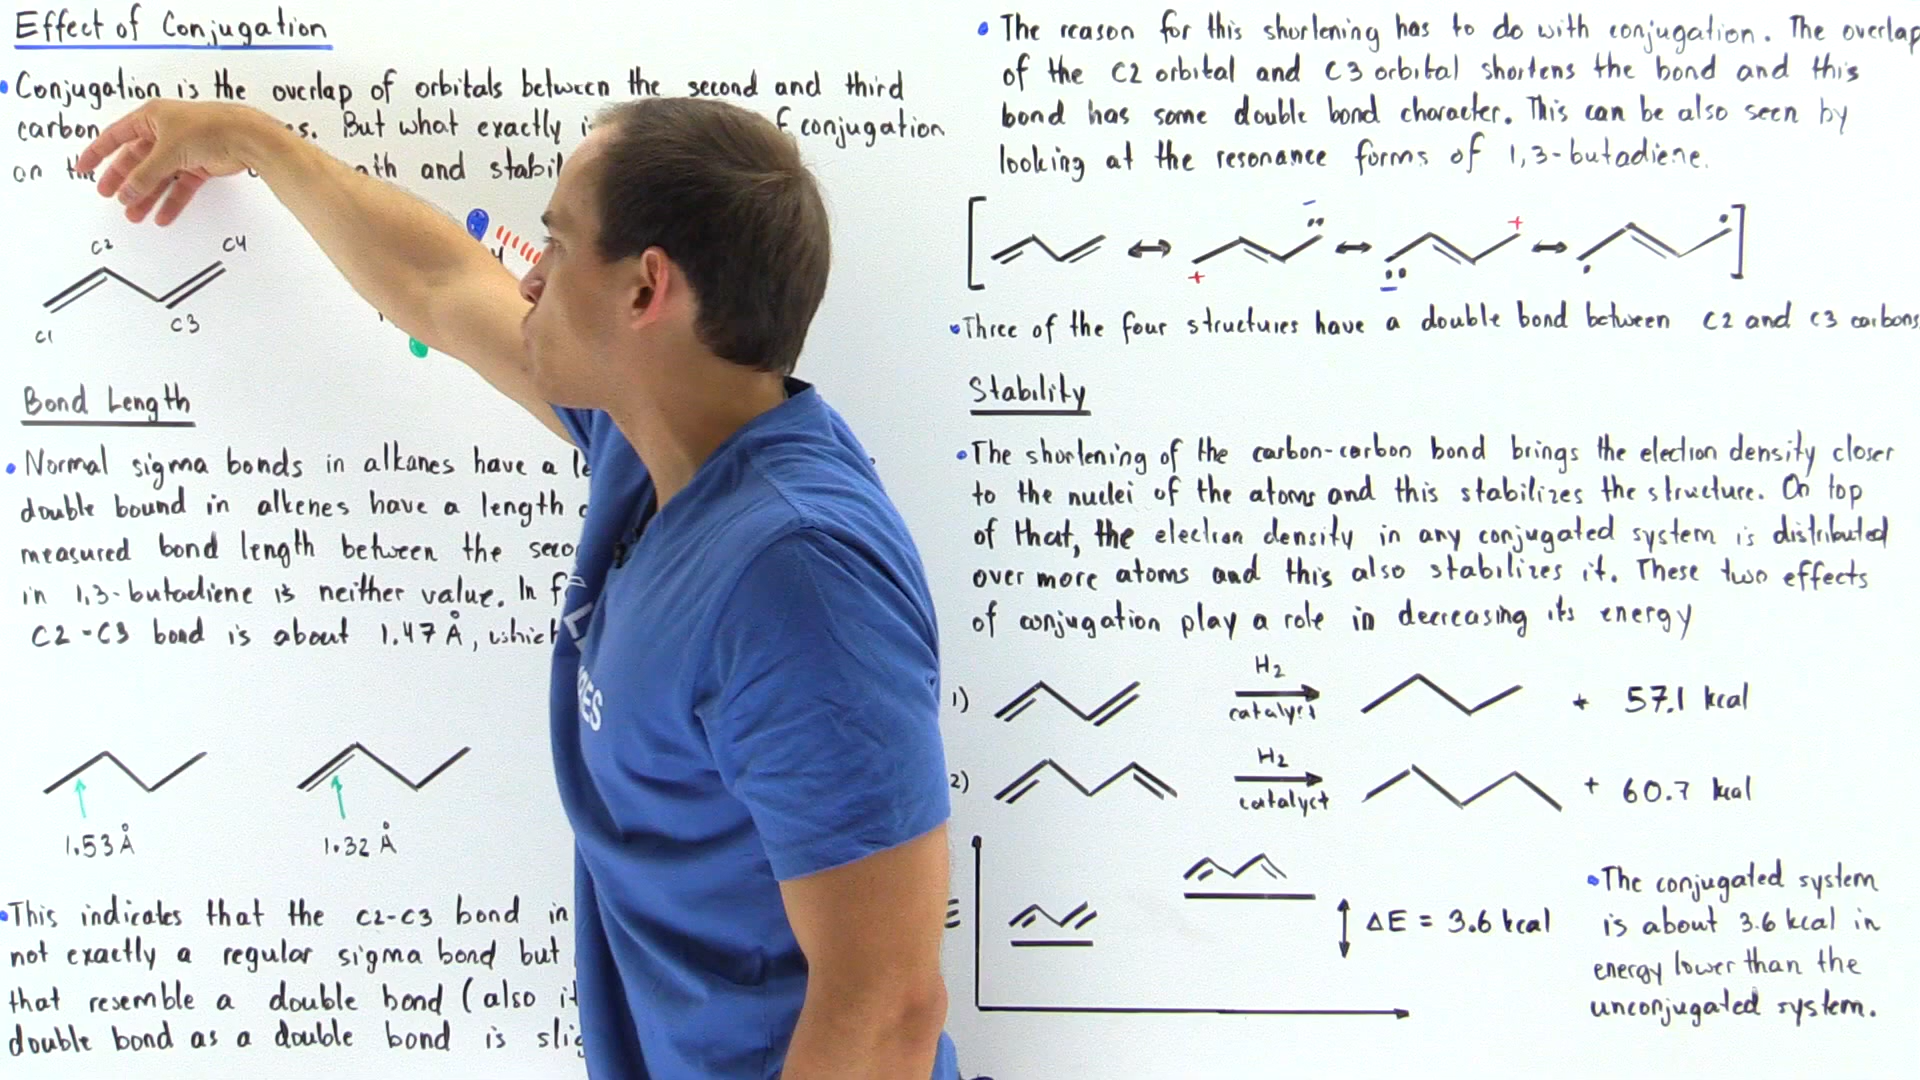 Effect of Conjugation
• Conjugation is the overlap of orbitals between the second and third
carbon But what exactly conjugation
on and
C2
C4
C1
C3
Bond Length
• Normal sigma bonds in alkanes have a
double bound in alkenes have a length
measured bond length between the
in 1,3-butadiene is neither value. In
C2-C3 bond is about 1.47 Å, which
1.53 Å
1.32 Å
• This indicates that the C2-C3 bond in
not exactly a regular sigma bond but
that resemble a double bond (also
double bond as a double bond is
• The reason for this shortening has to do with conjugation. The overlap
of the C2 orbital and C3 orbital shortens the bond and this
bond has some double bond character. This can be also seen by
looking at the resonance forms of 1,3-butadiene.
• Three of the four structures have a double bond between C2 and C3 carbons
Stability
• The shortening of the carbon-carbon bond brings the electron density closer
to the nuclei of the atoms and this stabilizes the structure. On top
of that, the electron density in any conjugated system is distributed
over more atoms and this also stabilizes it. These two effects
of conjugation play a role in decreasing its energy
1) H2 catalyst + 57.1 kcal
2) H2 catalyst + 60.7 kcal
E
ΔE = 3.6 kcal
• The conjugated system
is about 3.6 kcal in
energy lower than the
unconjugated system.